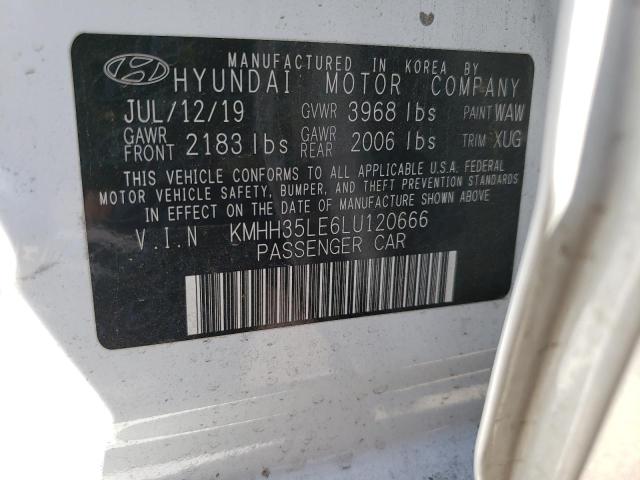 MANUFACTURED IN KOREA BY
HYUNDAI MOTOR COMPANY
JUL/12/19 GVWR 3968 lbs PAINT WAW
GAWR FRONT 2183 lbs GAWR REAR 2006 lbs TRIM XUG
THIS VEHICLE CONFORMS TO ALL APPLICABLE U.S.A. FEDERAL
MOTOR VEHICLE SAFETY, BUMPER, AND THEFT PREVENTION STANDARDS
IN EFFECT ON THE DATE OF MANUFACTURE SHOWN ABOVE
V.I.N KMHH35LE6LU120666
PASSENGER CAR